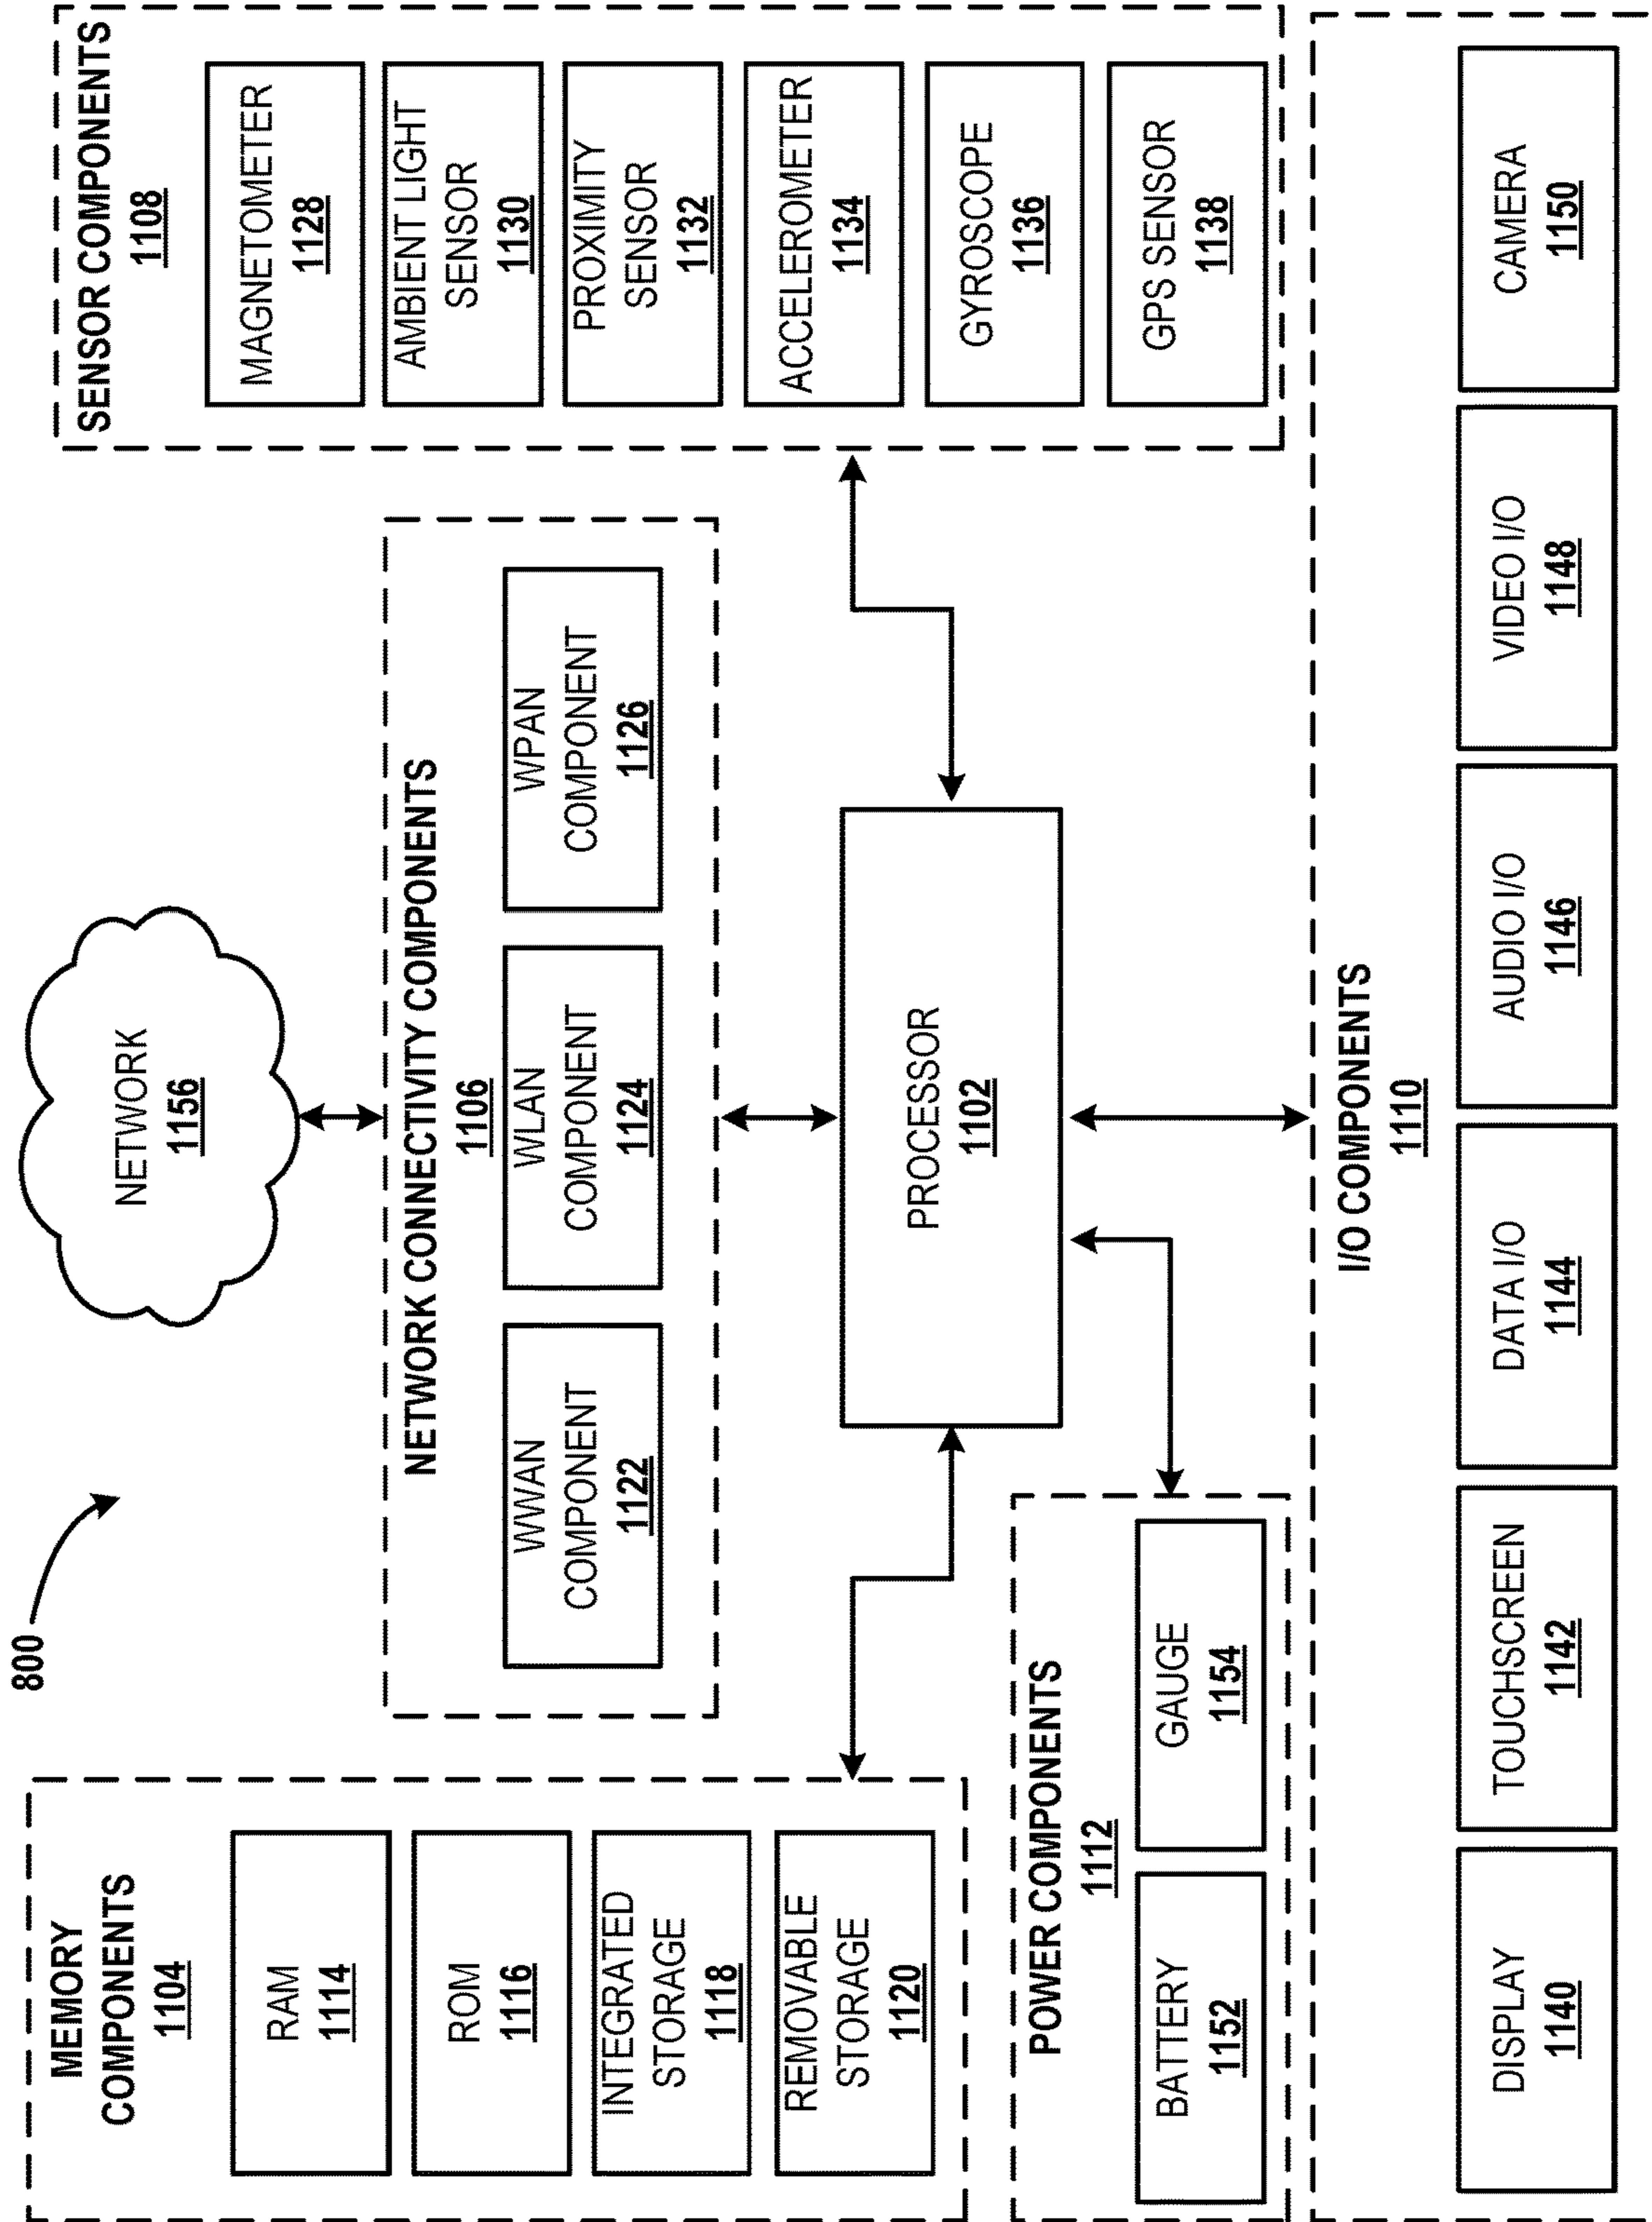 800
NETWORK
1156
MEMORY
COMPONENTS
1104
RAM
1114
ROM
1116
INTEGRATED
STORAGE
1118
REMOVABLE
STORAGE
1120
NETWORK CONNECTIVITY COMPONENTS
1106
WWAN
COMPONENT
1122
WLAN
COMPONENT
1124
WPAN
COMPONENT
1126
SENSOR COMPONENTS
1108
MAGNETOMETER
1128
AMBIENT LIGHT
SENSOR
1130
PROXIMITY
SENSOR
1132
ACCELEROMETER
1134
GYROSCOPE
1136
GPS SENSOR
1138
PROCESSOR
1102
POWER COMPONENTS
1112
BATTERY
1152
GAUGE
1154
I/O COMPONENTS
1110
DISPLAY
1140
TOUCHSCREEN
1142
DATA I/O
1144
AUDIO I/O
1146
VIDEO I/O
1148
CAMERA
1150